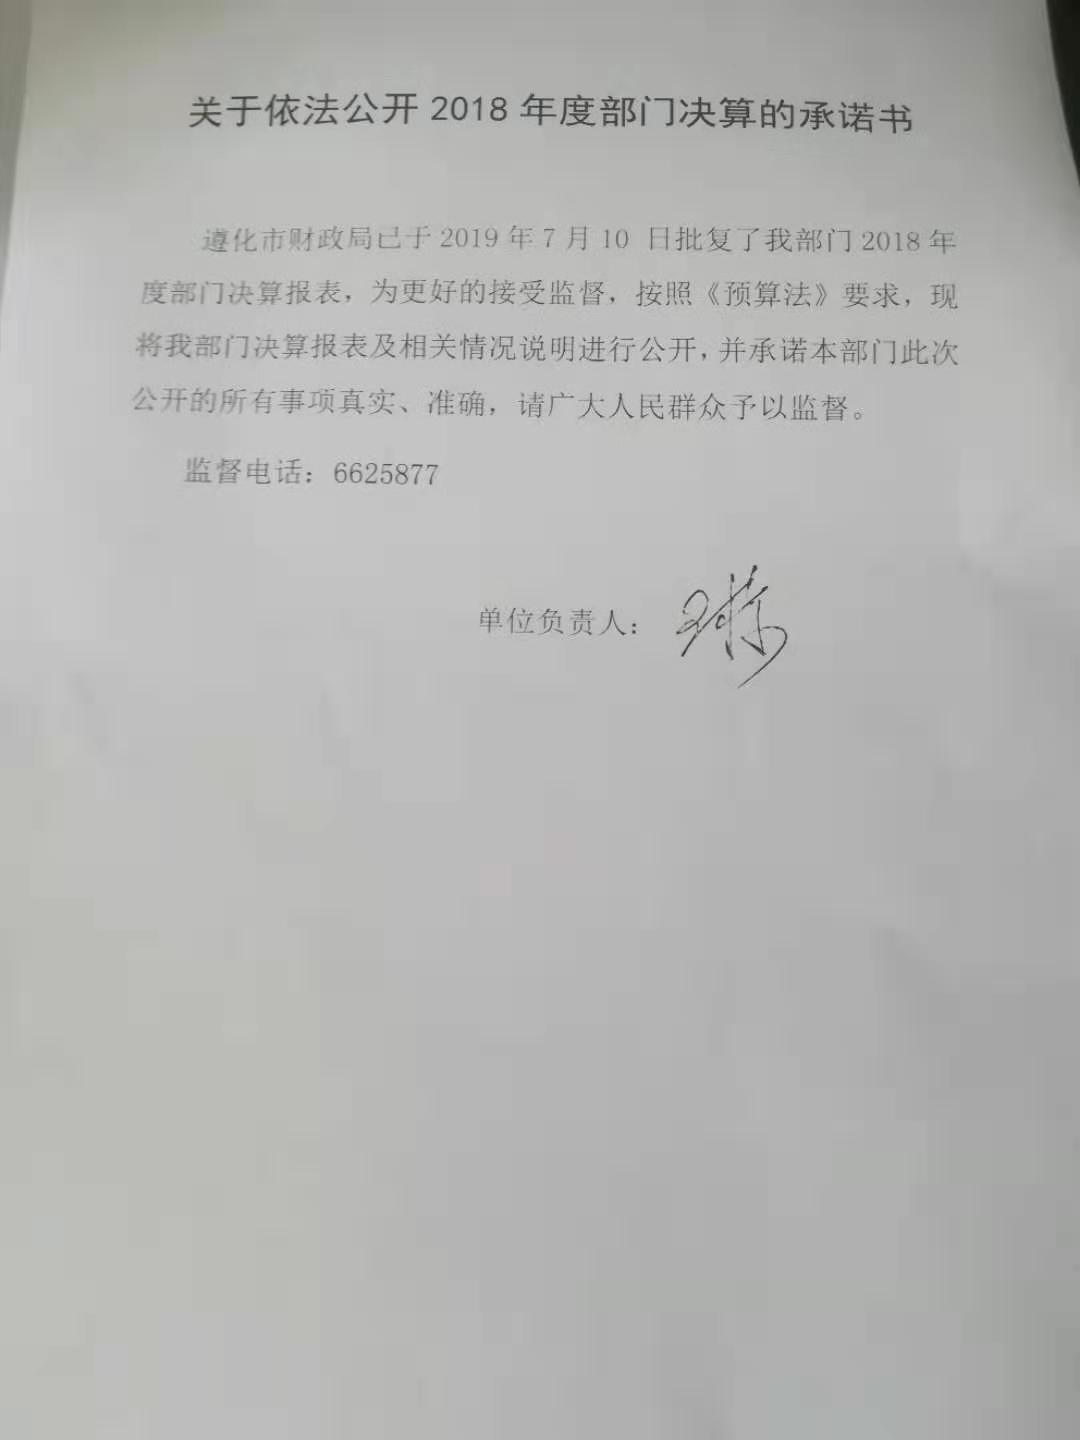 关于依法公开 2018 年度部门决算的承诺书
遵化市财政局已于 2019 年 7 月 10 日批复了我部门 2018 年
度部门决算报表，为更好的接受监督，按照《预算法》要求，现
将我部门决算报表及相关情况说明进行公开，并承诺本部门此次
公开的所有事项真实、准确，请广大人民群众予以监督。
监督电话：6625877
单位负责人：